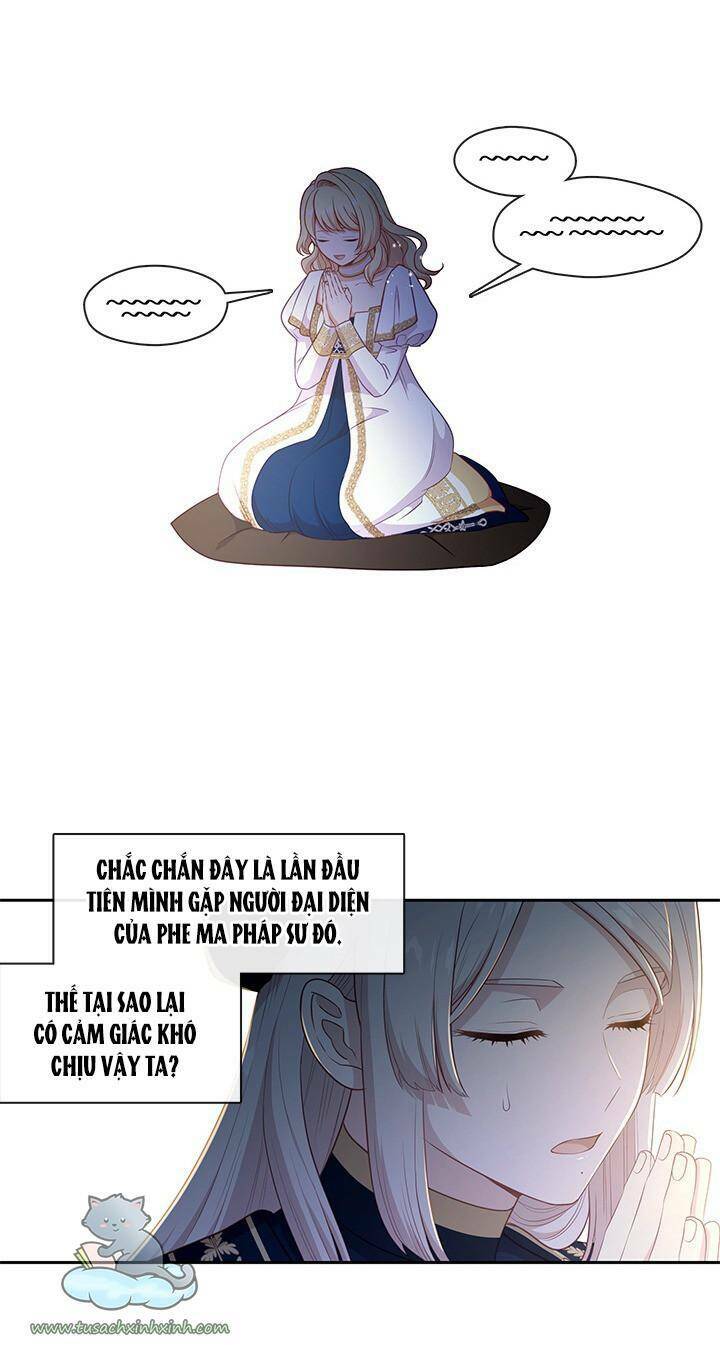 CHẮC CHẮN ĐÂY LÀ LẦN ĐẦU
TIÊN MÌNH GẶP NGƯỜI ĐẠI DIỆN
CỦA PHE MA PHÁP SƯ ĐÓ.
THẾ TẠI SAO LẠI
CÓ CẢM GIÁC KHÓ
CHỊU VẬY TA?
www.tusachxinhxinh.com